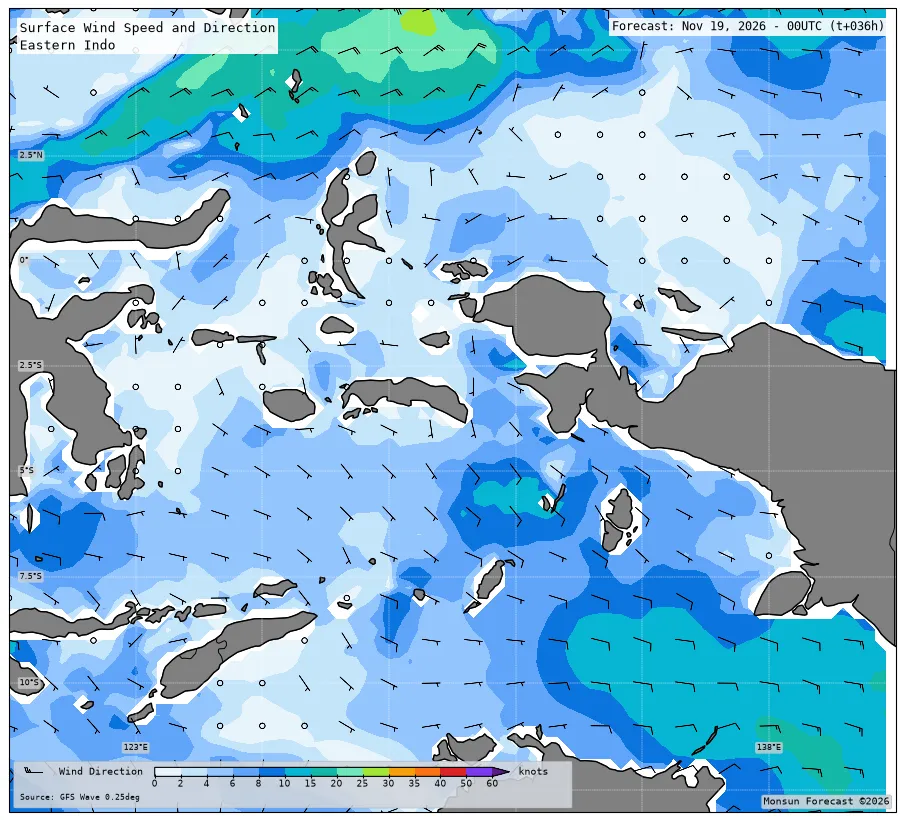 Surface Wind Speed and Direction
Eastern Indo
Forecast: Nov 19, 2026 - 00UTC (t+036h)
2.5°N
0°
2.5°S
5°S
7.5°S
10°S
123°E
138°E
Wind Direction
knots
0 2 4 6 8 10 15 20 25 30 35 40 50 60
Source: GFS Wave 0.25deg
Monsun Forecast ©2026